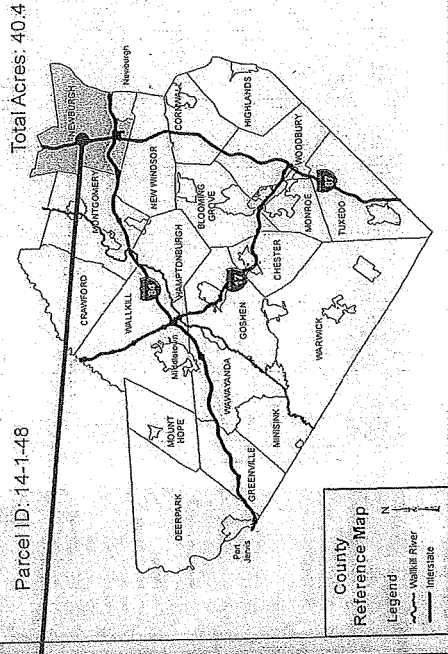 Parcel ID: 14-1-48
Total Acres: 40.4
NEWBURGH
Newburgh
CRAWFORD
MONTGOMERY
WALLKILL
NEW WINDSOR
CORNWALL
DEERPARK
MOUNT
HOPE
Middletown
HAMPTONBURGH
BLOOMING
GROVE
HIGHLANDS
84
WAWAYANDA
GOSHEN
CHESTER
WOODBURY
MONROE
87
GREENVILLE
MINISINK
WARWICK
TUXEDO
Port
Jervis
County
Reference Map
Legend
N
Wallkill River
Interstate